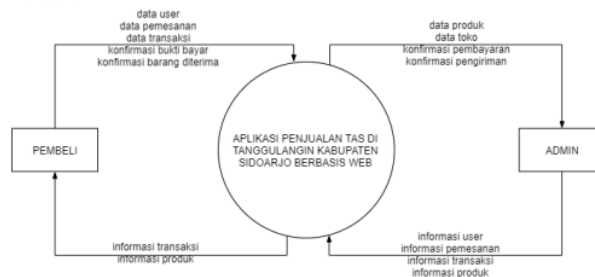 data user
data pemesanan
data transaksi
konfirmasi bukti bayar
konfirmasi barang diterima
data produk
data toko
konfirmasi pembayaran
konfirmasi pengiriman
PEMBELI
APLIKASI PENJUALAN TAS DI
TANGGULANGIN KABUPATEN
SIDOARJO BERBASIS WEB
ADMIN
informasi transaksi
informasi produk
informasi user
informasi pemesanan
informasi transaksi
informasi produk